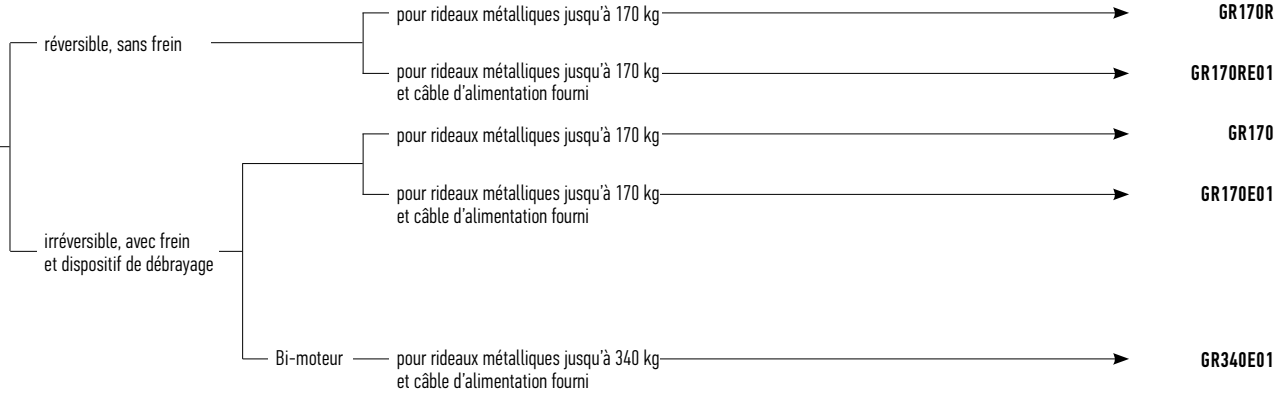 pour rideaux métalliques jusqu'à 170 kg
GR170R
réversible, sans frein
pour rideaux métalliques jusqu'à 170 kg
et câble d'alimentation fourni
GR170RE01
pour rideaux métalliques jusqu'à 170 kg
GR170
pour rideaux métalliques jusqu'à 170 kg
et câble d'alimentation fourni
GR170E01
irréversible, avec frein
et dispositif de débrayage
Bi-moteur
pour rideaux métalliques jusqu'à 340 kg
et câble d'alimentation fourni
GR340E01